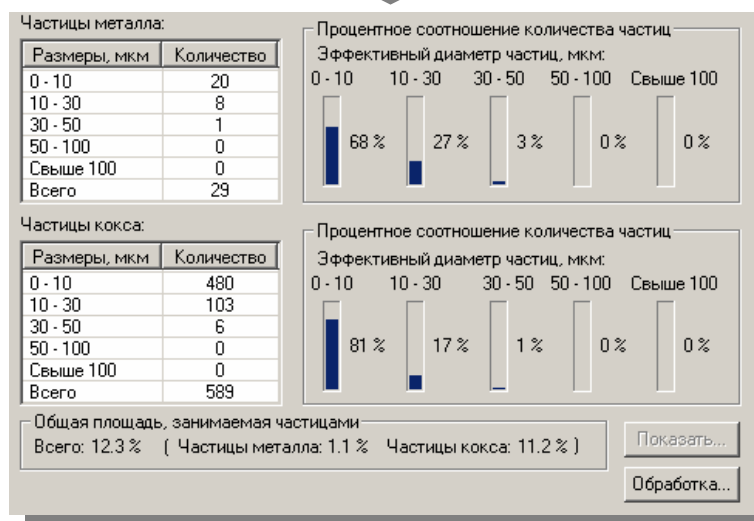 Частицы металла:
Размеры, мкм Количество
0 - 10 20
10 - 30 8
30 - 50 1
50 - 100 0
Свыше 100 0
Всего 29
Процентное соотношение количества частиц
Эффективный диаметр частиц, мкм:
0 - 10 10 - 30 30 - 50 50 - 100 Свыше 100
68 % 27 % 3 % 0 % 0 %
Частицы кокса:
Размеры, мкм Количество
0 - 10 480
10 - 30 103
30 - 50 6
50 - 100 0
Свыше 100 0
Всего 589
Процентное соотношение количества частиц
Эффективный диаметр частиц, мкм:
0 - 10 10 - 30 30 - 50 50 - 100 Свыше 100
81 % 17 % 1 % 0 % 0 %
Общая площадь, занимаемая частицами
Всего: 12.3 % ( Частицы металла: 1.1 % Частицы кокса: 11.2 % )
Показать...
Обработка...